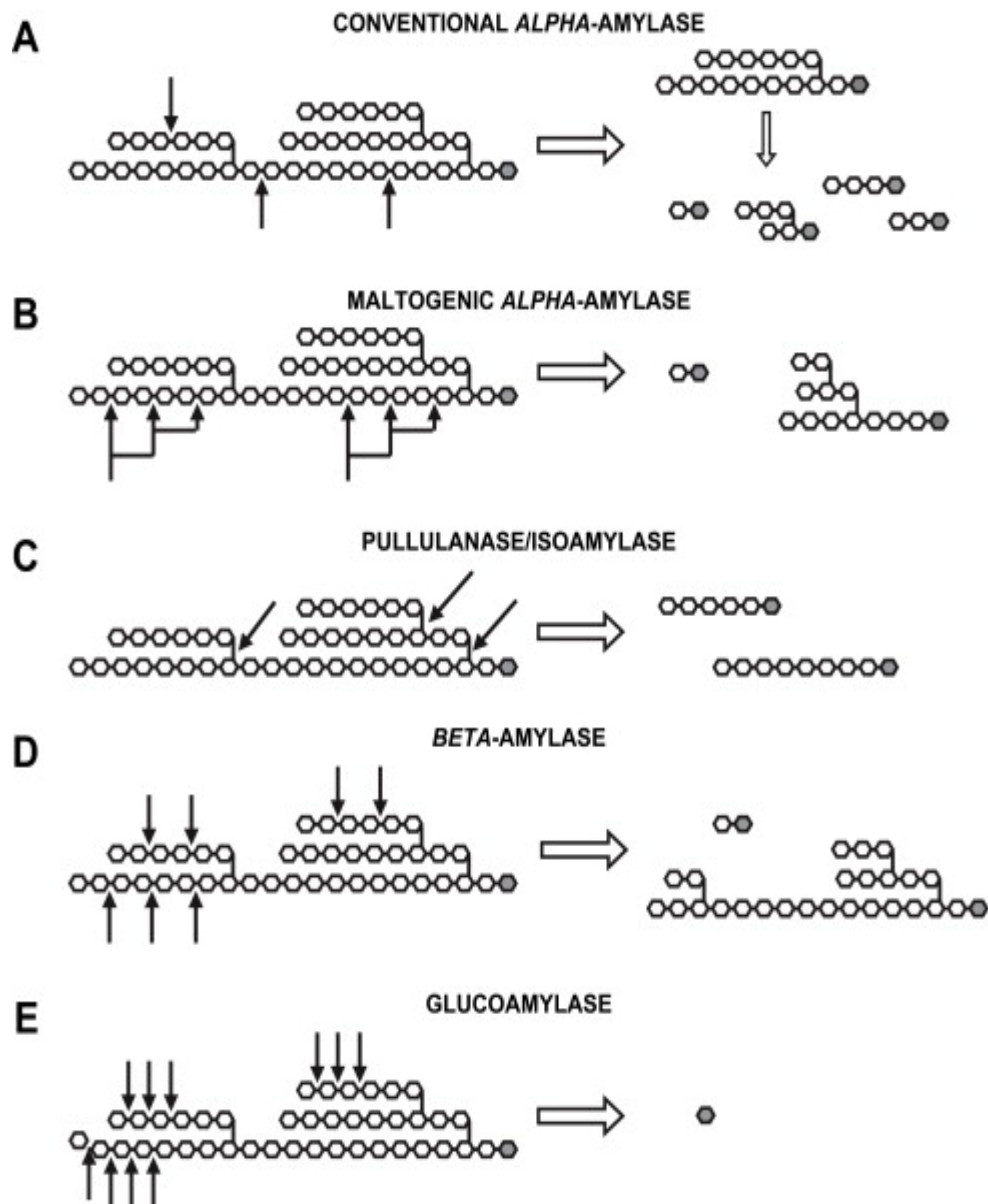 A
CONVENTIONAL ALPHA-AMYLASE
B
MALTOGENIC ALPHA-AMYLASE
C
PULLULANASE/ISOAMYLASE
D
BETA-AMYLASE
E
GLUCOAMYLASE